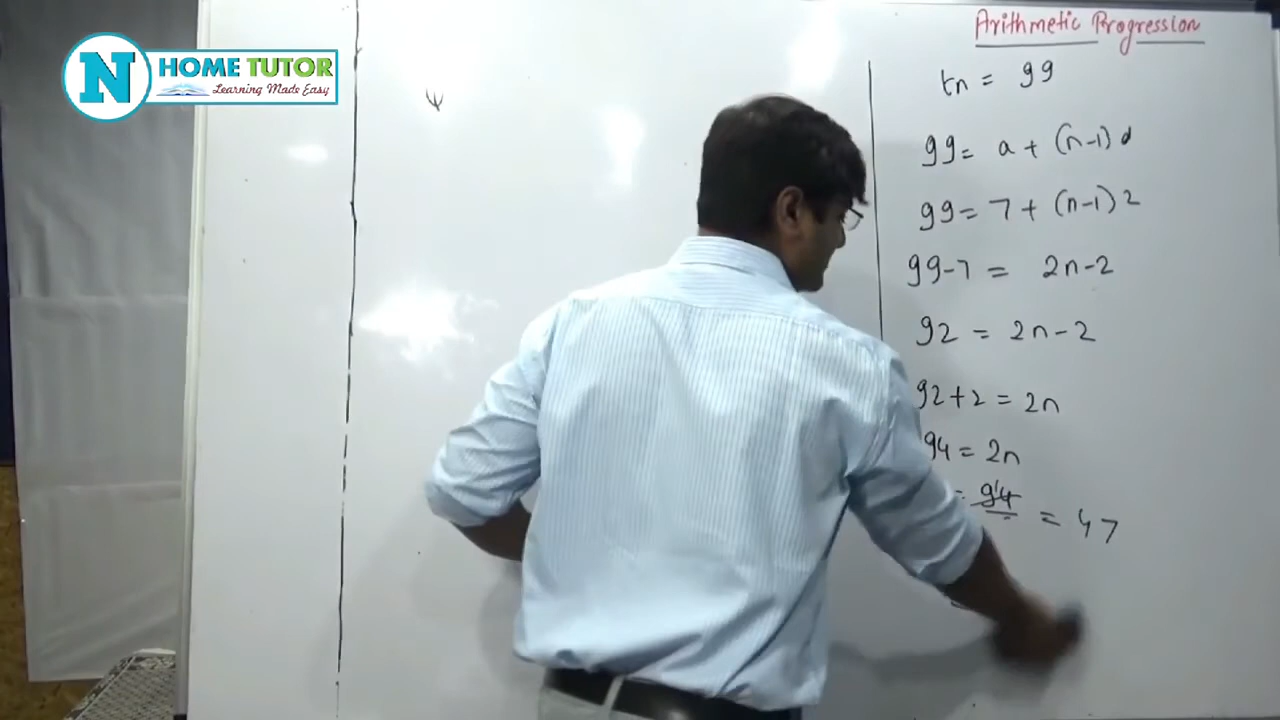 N HOME TUTOR
Learning Made Easy
Arithmetic Progression
tn = 99
99 = a + (n-1) d
99 = 7 + (n-1) 2
99-7 = 2n-2
92 = 2n-2
92+2 = 2n
94 = 2n
= 94 = 47